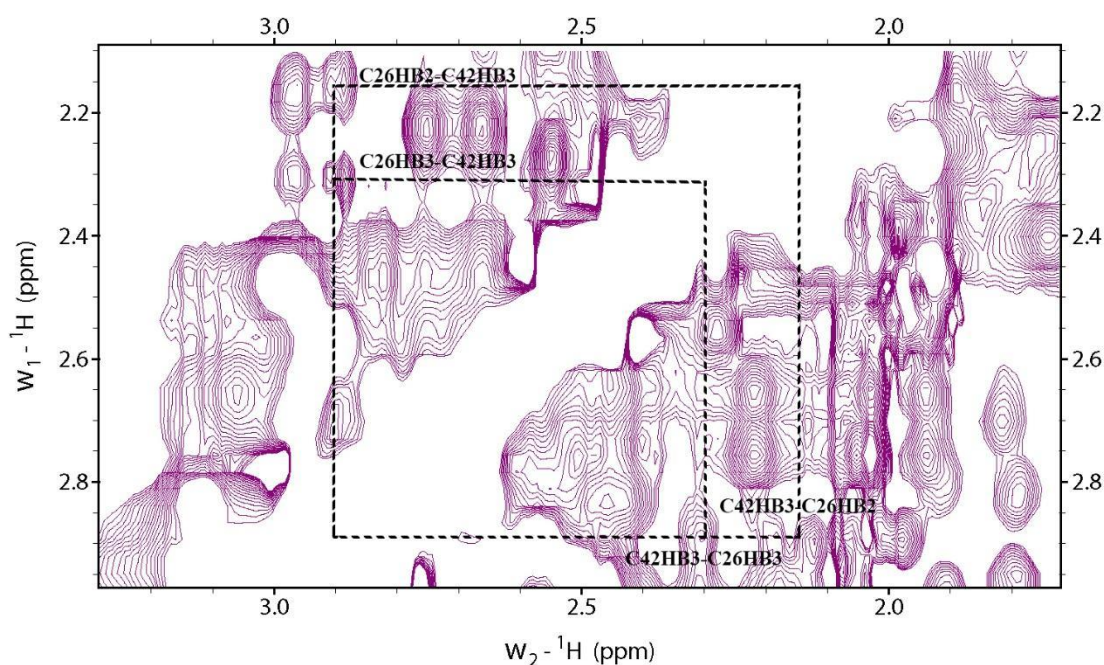 3.0 2.5 2.0
C26HB2-C42HB3
2.2 2.2
C26HB3-C42HB3
2.4 2.4
2.6 2.6
2.8 2.8
C42HB3-C26HB2
C42HB3-C26HB3
3.0 2.5 2.0
W1 - 1H (ppm)
W2 - 1H (ppm)